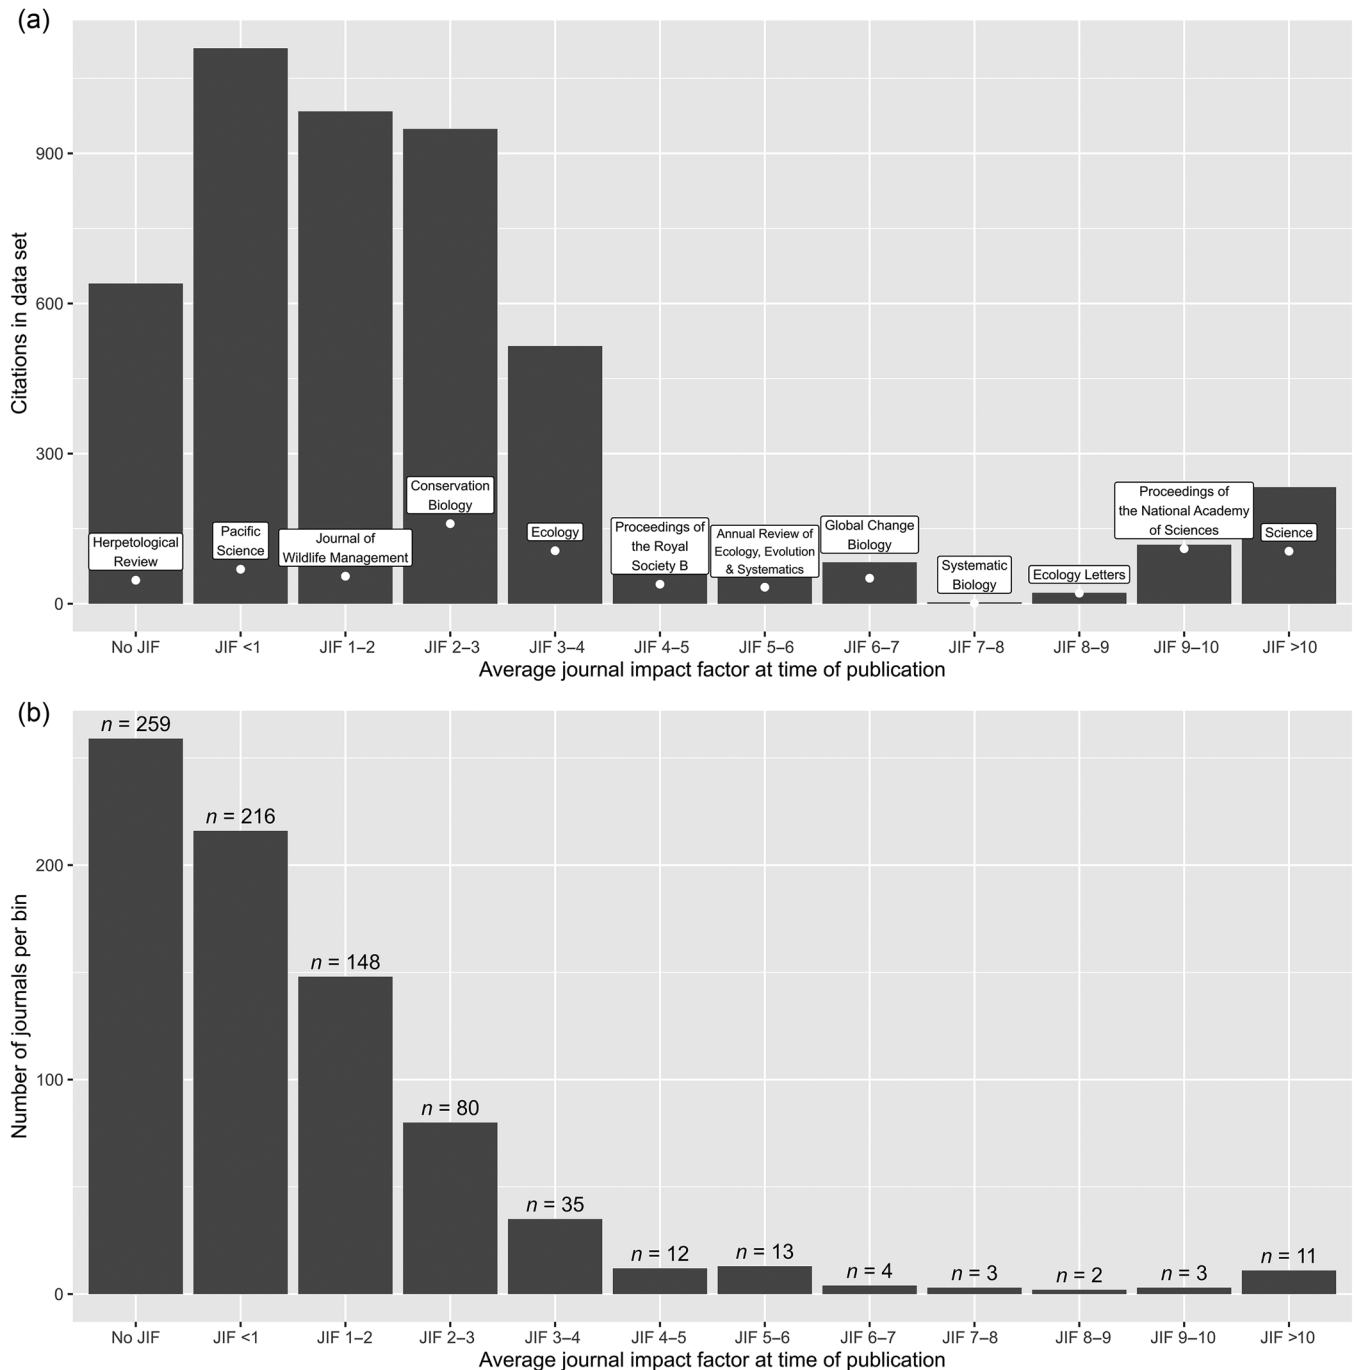 (a)
Citations in data set
900
600
300
0
Herpetological
Review
Pacific
Science
Journal of
Wildlife Management
Conservation
Biology
Ecology
Proceedings of
the Royal
Society B
Annual Review of
Ecology, Evolution
& Systematics
Global Change
Biology
Systematic
Biology
Ecology Letters
Proceedings of
the National Academy
of Sciences
Science
No JIF JIF <1 JIF 1–2 JIF 2–3 JIF 3–4 JIF 4–5 JIF 5–6 JIF 6–7 JIF 7–8 JIF 8–9 JIF 9–10 JIF >10
Average journal impact factor at time of publication
(b)
Number of journals per bin
200
100
0
n = 259
n = 216
n = 148
n = 80
n = 35
n = 12
n = 13
n = 4
n = 3
n = 2
n = 3
n = 11
No JIF JIF <1 JIF 1–2 JIF 2–3 JIF 3–4 JIF 4–5 JIF 5–6 JIF 6–7 JIF 7–8 JIF 8–9 JIF 9–10 JIF >10
Average journal impact factor at time of publication